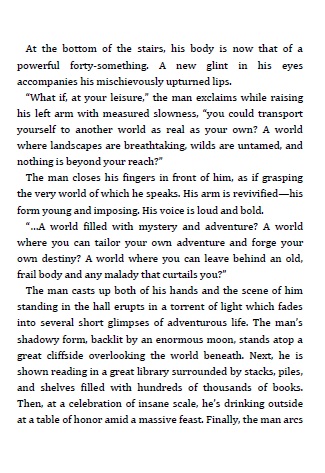 At the bottom of the stairs, his body is now that of a
powerful forty-something. A new glint in his eyes
accompanies his mischievously upturned lips.
“What if, at your leisure,” the man exclaims while raising
his left arm with measured slowness, “you could transport
yourself to another world as real as your own? A world
where landscapes are breathtaking, wilds are untamed, and
nothing is beyond your reach?”
The man closes his fingers in front of him, as if grasping
the very world of which he speaks. His arm is revivified—his
form young and imposing. His voice is loud and bold.
“…A world filled with mystery and adventure? A world
where you can tailor your own adventure and forge your
own destiny? A world where you can leave behind an old,
frail body and any malady that curtails you?”
The man casts up both of his hands and the scene of him
standing in the hall erupts in a torrent of light which fades
into several short glimpses of adventurous life. The man’s
shadowy form, backlit by an enormous moon, stands atop a
great cliffside overlooking the world beneath. Next, he is
shown reading in a great library surrounded by stacks, piles,
and shelves filled with hundreds of thousands of books.
Then, at a celebration of insane scale, he’s drinking outside
at a table of honor amid a massive feast. Finally, the man arcs